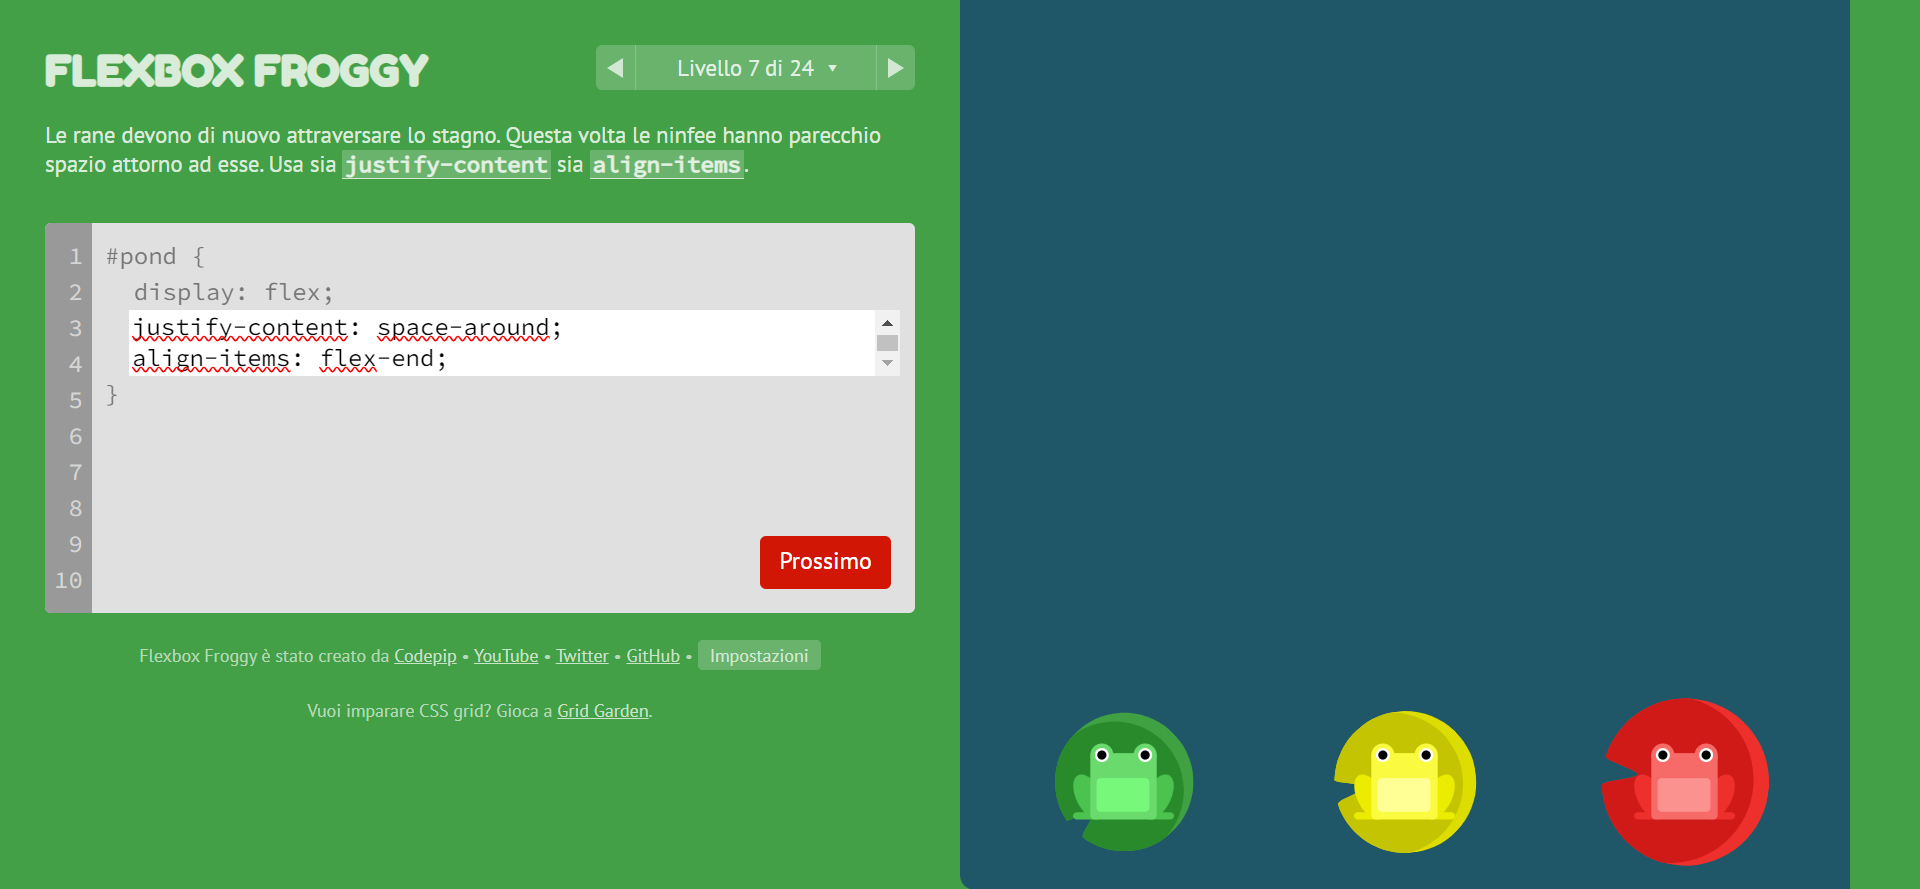 FLEXBOX FROGGY
Livello 7 di 24
Le rane devono di nuovo attraversare lo stagno. Questa volta le ninfee hanno parecchio
spazio attorno ad esse. Usa sia justify-content sia align-items.
1 #pond {
2 display: flex;
3 justify-content: space-around;
4 align-items: flex-end;
5 }
6
7
8
9
10
Prossimo
Flexbox Froggy è stato creato da Codepip • YouTube • Twitter • GitHub • Impostazioni
Vuoi imparare CSS grid? Gioca a Grid Garden.